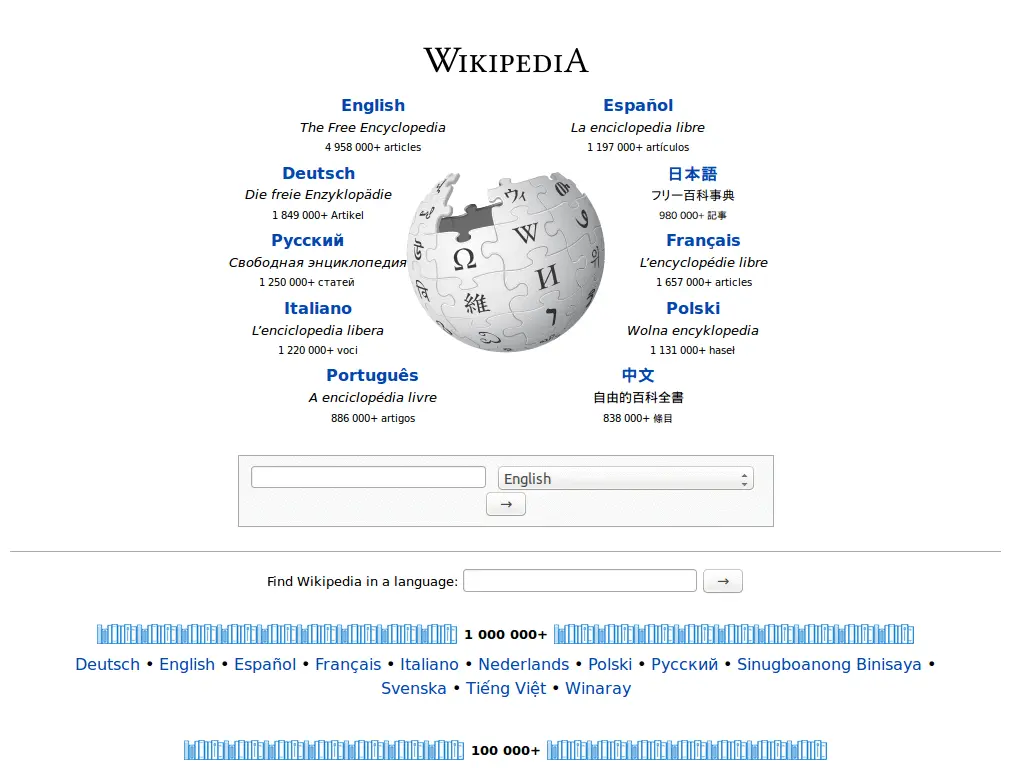 WIKIPEDIA
English
The Free Encyclopedia
4 958 000+ articles
Español
La enciclopedia libre
1 197 000+ artículos
Deutsch
Die freie Enzyklopädie
1 849 000+ Artikel
日本語
フリー百科事典
980 000+ 記事
Русский
Свободная энциклопедия
1 250 000+ статей
Français
L’encyclopédie libre
1 657 000+ articles
Italiano
L’enciclopedia libera
1 220 000+ voci
Polski
Wolna encyklopedia
1 131 000+ haseł
Português
A enciclopédia livre
886 000+ artigos
中文
自由的百科全書
838 000+ 條目
Ω
W
И
維
ウィ
English
→
Find Wikipedia in a language:
→
1 000 000+
Deutsch • English • Español • Français • Italiano • Nederlands • Polski • Русский • Sinugboanong Binisaya •
Svenska • Tiếng Việt • Winaray
100 000+